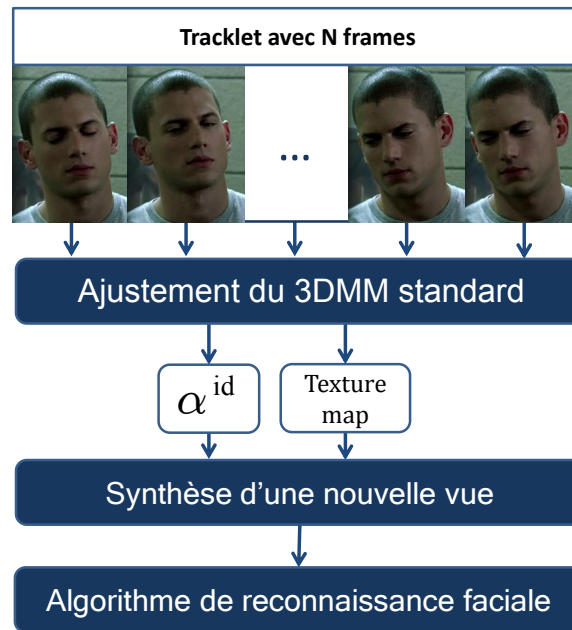 Tracklet avec N frames
...
Ajustement du 3DMM standard
α^id
Texture
map
Synthèse d'une nouvelle vue
Algorithme de reconnaissance faciale